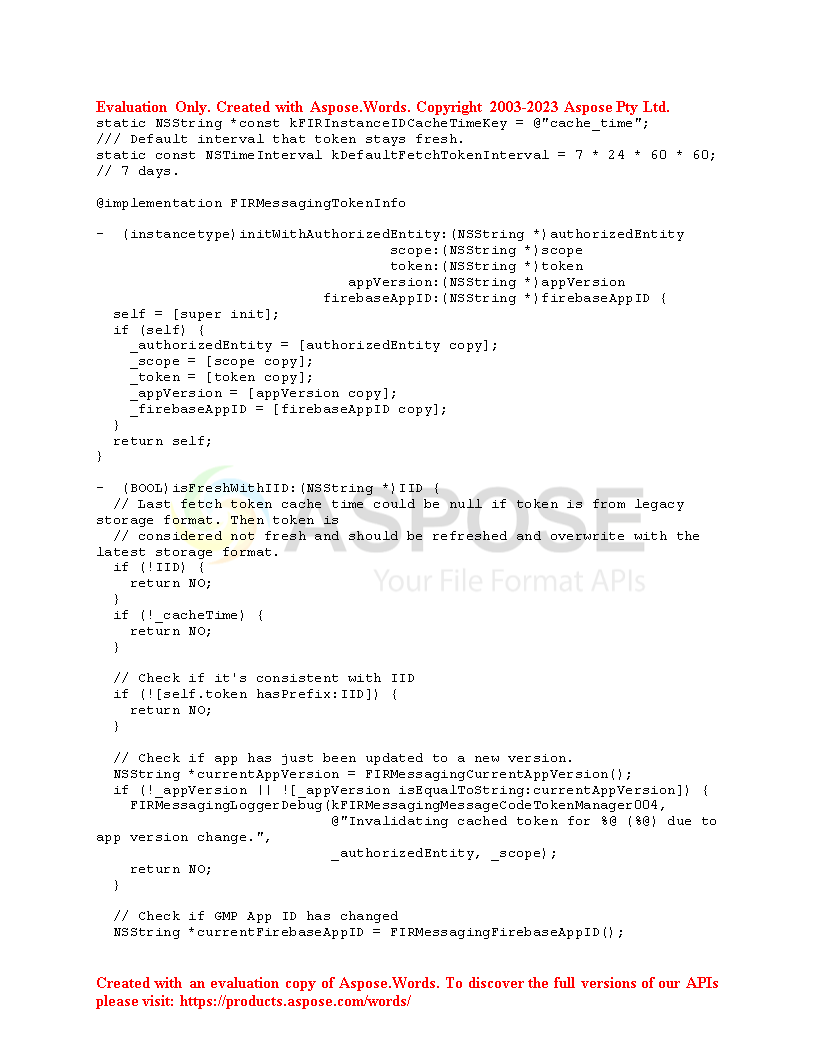 Evaluation Only. Created with Aspose.Words. Copyright 2003-2023 Aspose Pty Ltd.
static NSString *const kFIRInstanceIDCacheTimeKey = @"cache_time";
/// Default interval that token stays fresh.
static const NSTimeInterval kDefaultFetchTokenInterval = 7 * 24 * 60 * 60;
// 7 days.

@implementation FIRMessagingTokenInfo

-  (instancetype)initWithAuthorizedEntity:(NSString *)authorizedEntity
                                   scope:(NSString *)scope
                                   token:(NSString *)token
                              appVersion:(NSString *)appVersion
                           firebaseAppID:(NSString *)firebaseAppID {
  self = [super init];
  if (self) {
    _authorizedEntity = [authorizedEntity copy];
    _scope = [scope copy];
    _token = [token copy];
    _appVersion = [appVersion copy];
    _firebaseAppID = [firebaseAppID copy];
  }
  return self;
}

-  (BOOL)isFreshWithIID:(NSString *)IID {
  // Last fetch token cache time could be null if token is from legacy
storage format. Then token is
  // considered not fresh and should be refreshed and overwrite with the
latest storage format.
  if (!IID) {
    return NO;
  }
  if (!_cacheTime) {
    return NO;
  }

  // Check if it's consistent with IID
  if (![self.token hasPrefix:IID]) {
    return NO;
  }

  // Check if app has just been updated to a new version.
  NSString *currentAppVersion = FIRMessagingCurrentAppVersion();
  if (!_appVersion || ![_appVersion isEqualToString:currentAppVersion]) {
    FIRMessagingLoggerDebug(kFIRMessagingMessageCodeTokenManager004,
                            @"Invalidating cached token for %@ (%@) due to
app version change.",
                            _authorizedEntity, _scope);
    return NO;
  }

  // Check if GMP App ID has changed
  NSString *currentFirebaseAppID = FIRMessagingFirebaseAppID();
ASPOSE
Your File Format APIs
Created with an evaluation copy of Aspose.Words. To discover the full versions of our APIs
please visit: https://products.aspose.com/words/